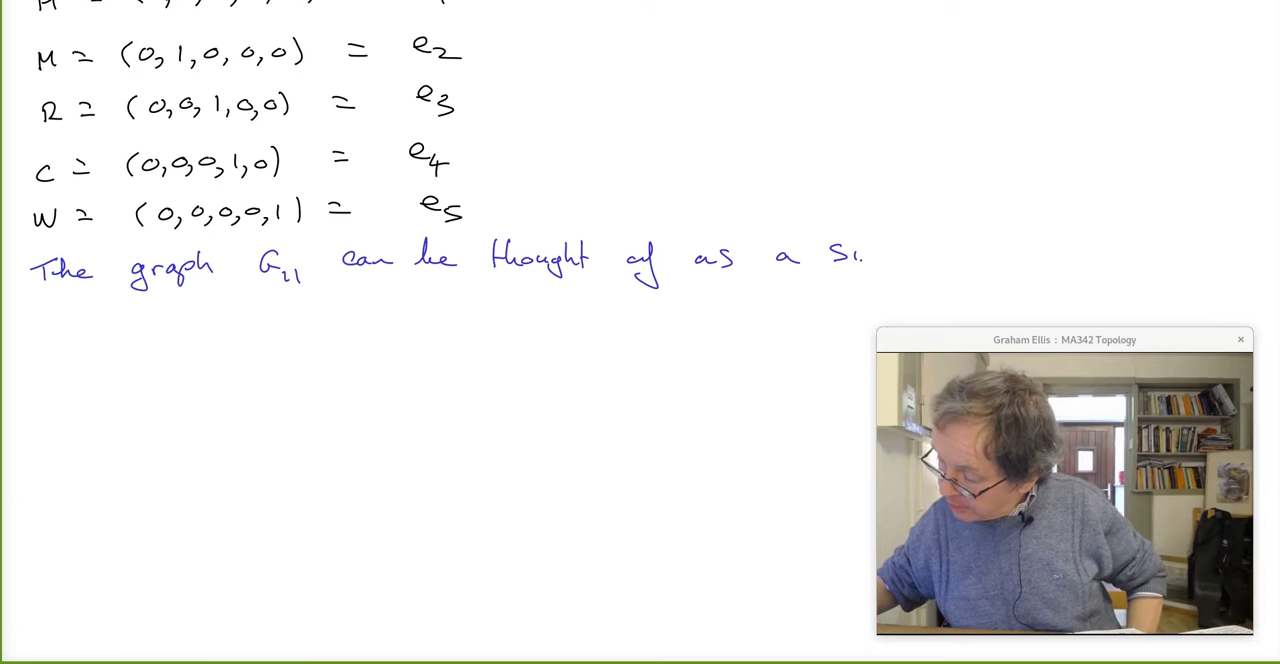 M = (0, 1, 0, 0, 0) = e2
R = (0, 0, 1, 0, 0) = e3
C = (0, 0, 0, 1, 0) = e4
W = (0, 0, 0, 0, 1) = e5
The graph G21 can be thought of as a
Graham Ellis : MA342 Topology ×